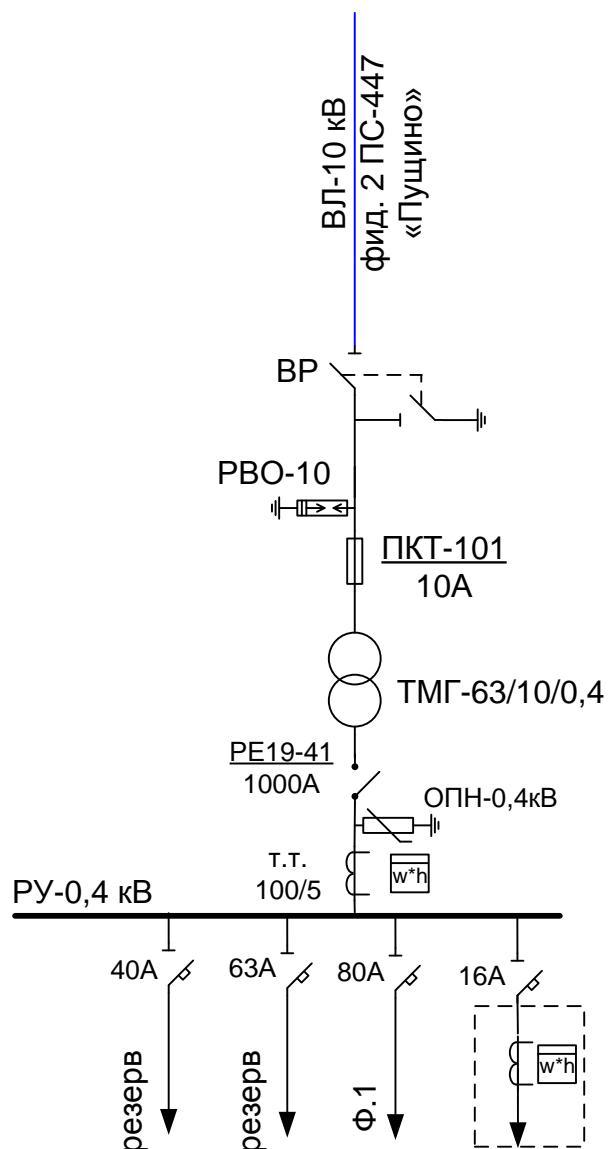 ВЛ-10 кВ
фид. 2 ПС-447
«Пущино»
ВР
РВО-10
ПКТ-101
10А
ТМГ-63/10/0,4
РЕ19-41
1000А
ОПН-0,4кВ
т.т.
100/5
w*h
РУ-0,4 кВ
40А
63А
80А
16А
w*h
резерв
резерв
Ф.1